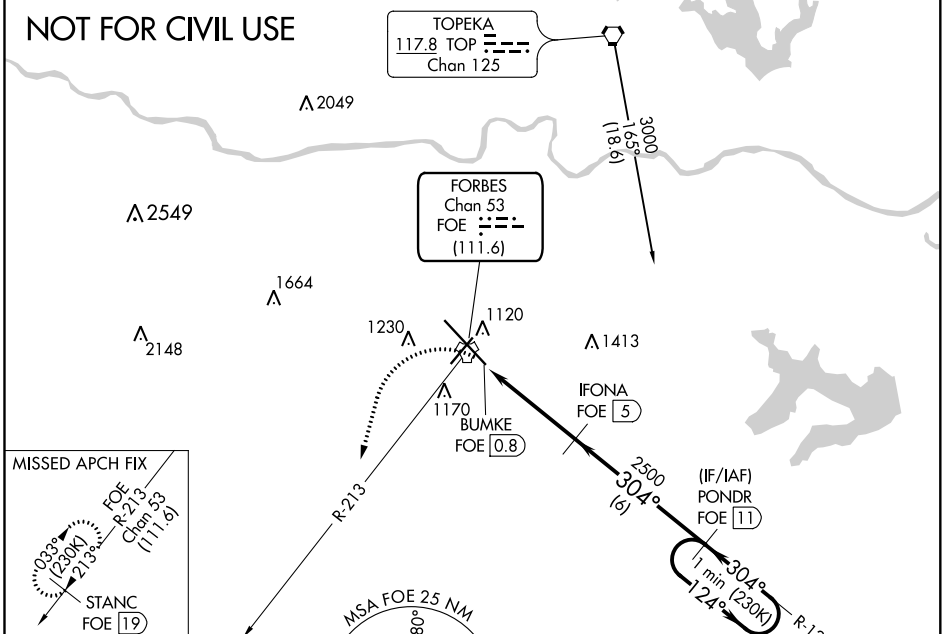 NOT FOR CIVIL USE
TOPEKA
117.8 TOP
Chan 125
2049
3000
165°
(18.6)
FORBES
Chan 53
FOE
(111.6)
2549
1664
2148
1230
1120
1413
1170
BUMKE
FOE 0.8
IFONA
FOE 5
2500
304°
(6)
(IF/IAF)
PONDR
FOE 11
R-213
304°
1 min (230K)
124°
MISSED APCH FIX
FOE
R-213
Chan 53
(111.6)
033°
(230K)
213°
STANC
FOE 19
MSA FOE 25 NM